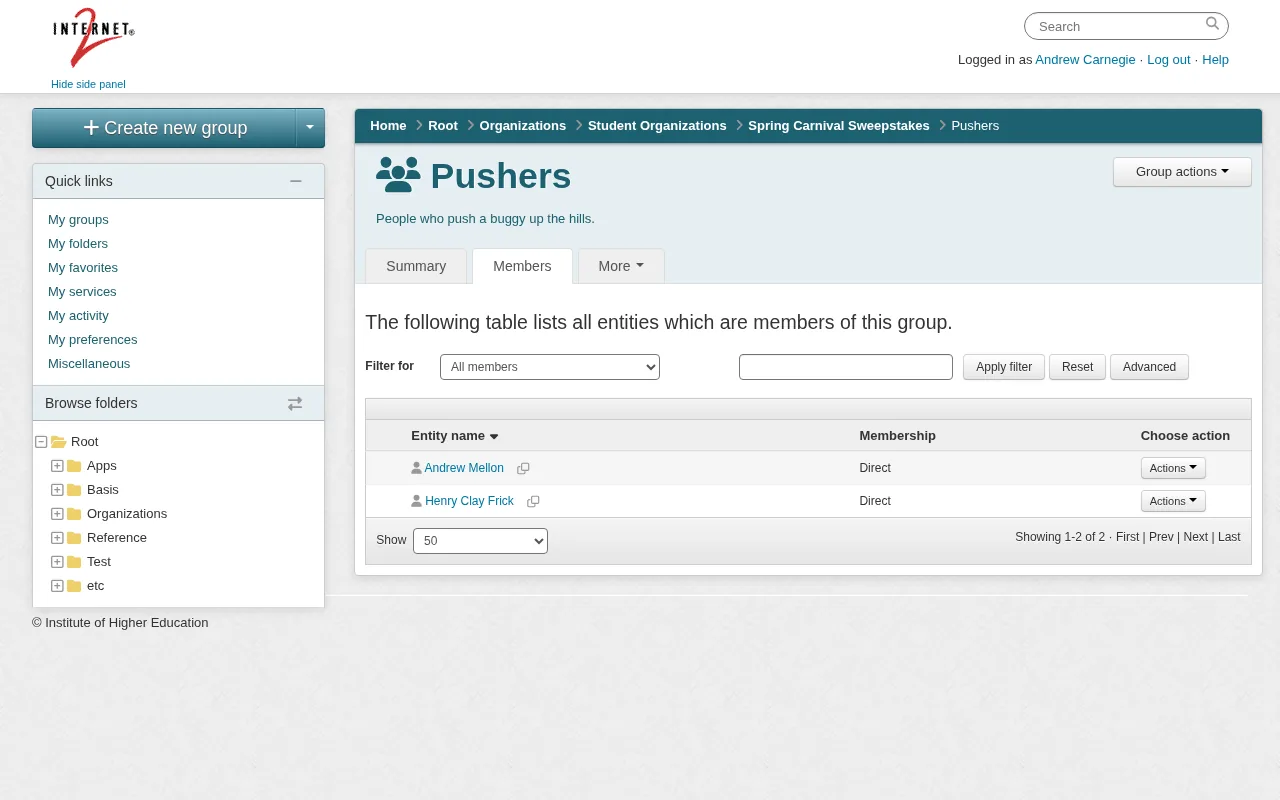 INTERNET®
2
Search
Logged in as Andrew Carnegie · Log out · Help
Hide side panel
Create new group
Quick links
My groups
My folders
My favorites
My services
My activity
My preferences
Miscellaneous
Browse folders
Root
Apps
Basis
Organizations
Reference
Test
etc
Home Root Organizations Student Organizations Spring Carnival Sweepstakes Pushers
Pushers
Group actions
People who push a buggy up the hills.
Summary Members More
The following table lists all entities which are members of this group.
Filter for All members Apply filter Reset Advanced
Entity name Membership Choose action
Andrew Mellon Direct Actions
Henry Clay Frick Direct Actions
Show 50 Showing 1-2 of 2 · First | Prev | Next | Last
© Institute of Higher Education